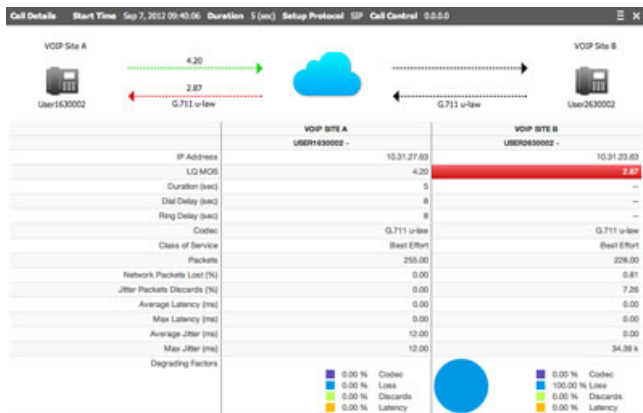 Call Details Start Time Sep 7, 2012 09:40:06 Duration 5 (sec) Setup Protocol SIP Call Control 0.0.0.0
VOIP Site A VOIP Site B
4.20
2.87
User1630002 G.711 u-law G.711 u-law User2630002
VOIP SITE A VOIP SITE B
USER1630002 - USER2630002 -
IP Address 10.31.27.63 10.31.23.63
LQ MOS 4.20 2.87
Duration (sec) 5 --
Dial Delay (sec) 8 --
Ring Delay (sec) 8 --
Codec G.711 u-law G.711 u-law
Class of Service Best Effort Best Effort
Packets 255.00 228.00
Network Packets Lost (%) 0.00 0.81
Jitter Packets Discards (%) 0.00 7.26
Average Latency (ms) 0.00 0.00
Max Latency (ms) 0.00 0.00
Average Jitter (ms) 12.00 0.00
Max Jitter (ms) 12.00 34.39 k
Degrading Factors
0.00 % Codec 0.00 % Codec
0.00 % Loss 100.00 % Loss
0.00 % Discards 0.00 % Discards
0.00 % Latency 0.00 % Latency